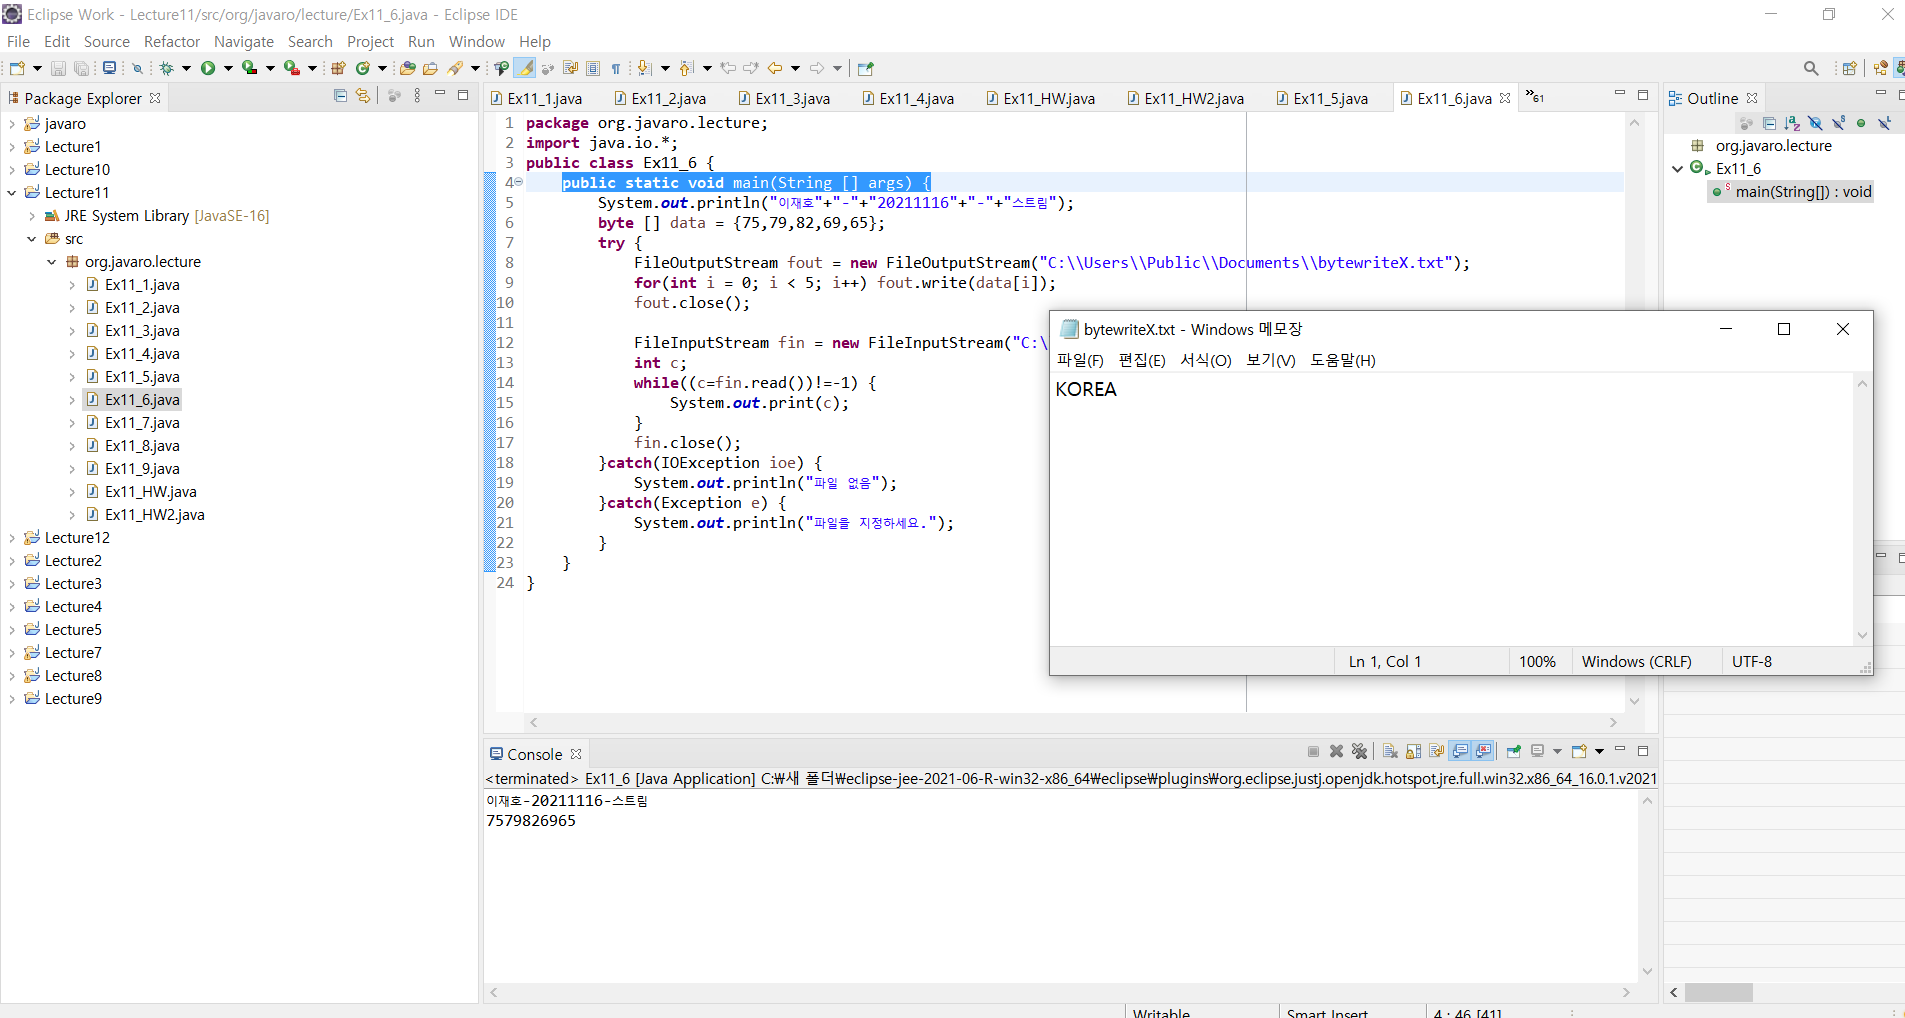 Eclipse Work - Lecture11/src/org/javaro/lecture/Ex11_6.java - Eclipse IDE
File Edit Source Refactor Navigate Search Project Run Window Help
Package Explorer
javaro
Lecture1
Lecture10
Lecture11
JRE System Library [JavaSE-16]
src
org.javaro.lecture
Ex11_1.java
Ex11_2.java
Ex11_3.java
Ex11_4.java
Ex11_5.java
Ex11_6.java
Ex11_7.java
Ex11_8.java
Ex11_9.java
Ex11_HW.java
Ex11_HW2.java
Lecture12
Lecture2
Lecture3
Lecture4
Lecture5
Lecture7
Lecture8
Lecture9
Ex11_1.java Ex11_2.java Ex11_3.java Ex11_4.java Ex11_HW.java Ex11_HW2.java Ex11_5.java Ex11_6.java »61
1 package org.javaro.lecture;
2 import java.io.*;
3 public class Ex11_6 {
4 public static void main(String [] args) {
5 System.out.println("이재호"+"-"+"20211116"+"-"+"스트림");
6 byte [] data = {75,79,82,69,65};
7 try {
8 FileOutputStream fout = new FileOutputStream("C:\\Users\\Public\\Documents\\bytewriteX.txt");
9 for(int i = 0; i < 5; i++) fout.write(data[i]);
10 fout.close();
11
12 FileInputStream fin = new FileInputStream("C:\
13 int c;
14 while((c=fin.read())!=-1) {
15 System.out.print(c);
16 }
17 fin.close();
18 }catch(IOException ioe) {
19 System.out.println("파일 없음");
20 }catch(Exception e) {
21 System.out.println("파일을 지정하세요.");
22 }
23 }
24 }
bytewriteX.txt - Windows 메모장
파일(F) 편집(E) 서식(O) 보기(V) 도움말(H)
KOREA
Ln 1, Col 1 100% Windows (CRLF) UTF-8
Outline
org.javaro.lecture
Ex11_6
main(String[]) : void
Console
<terminated> Ex11_6 [Java Application] C:₩새 폴더₩eclipse-jee-2021-06-R-win32-x86_64₩eclipse₩plugins₩org.eclipse.justj.openjdk.hotspot.jre.full.win32.x86_64_16.0.1.v2021
이재호-20211116-스트림
7579826965
Writable Smart Insert 4 : 46 [41]